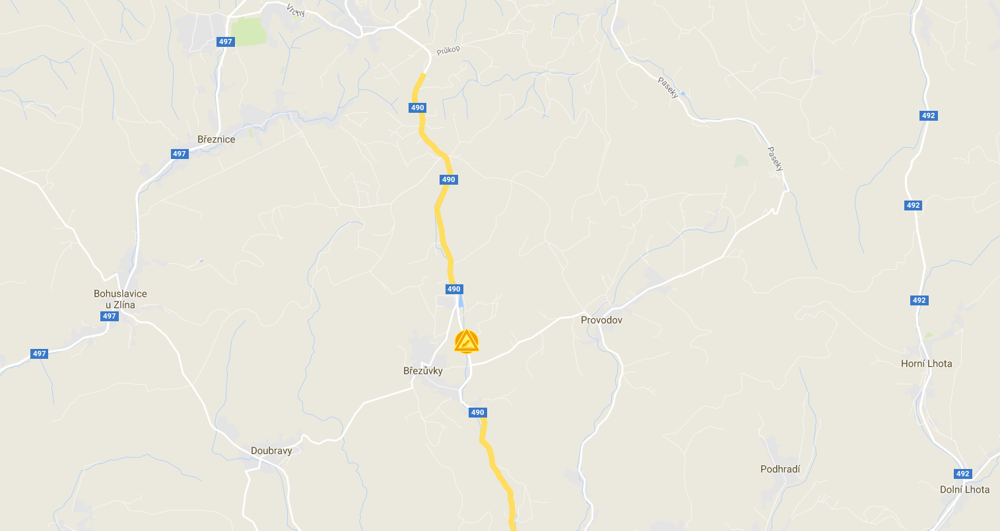 Vrchy
497
Průkop
Paseky
490
492
Březnice
497
Paseky
490
492
490
Bohuslavice
u Zlína
492
497
Provodov
497
Horní Lhota
Březůvky
490
Doubravy
Podhradí
492
Dolní Lhota